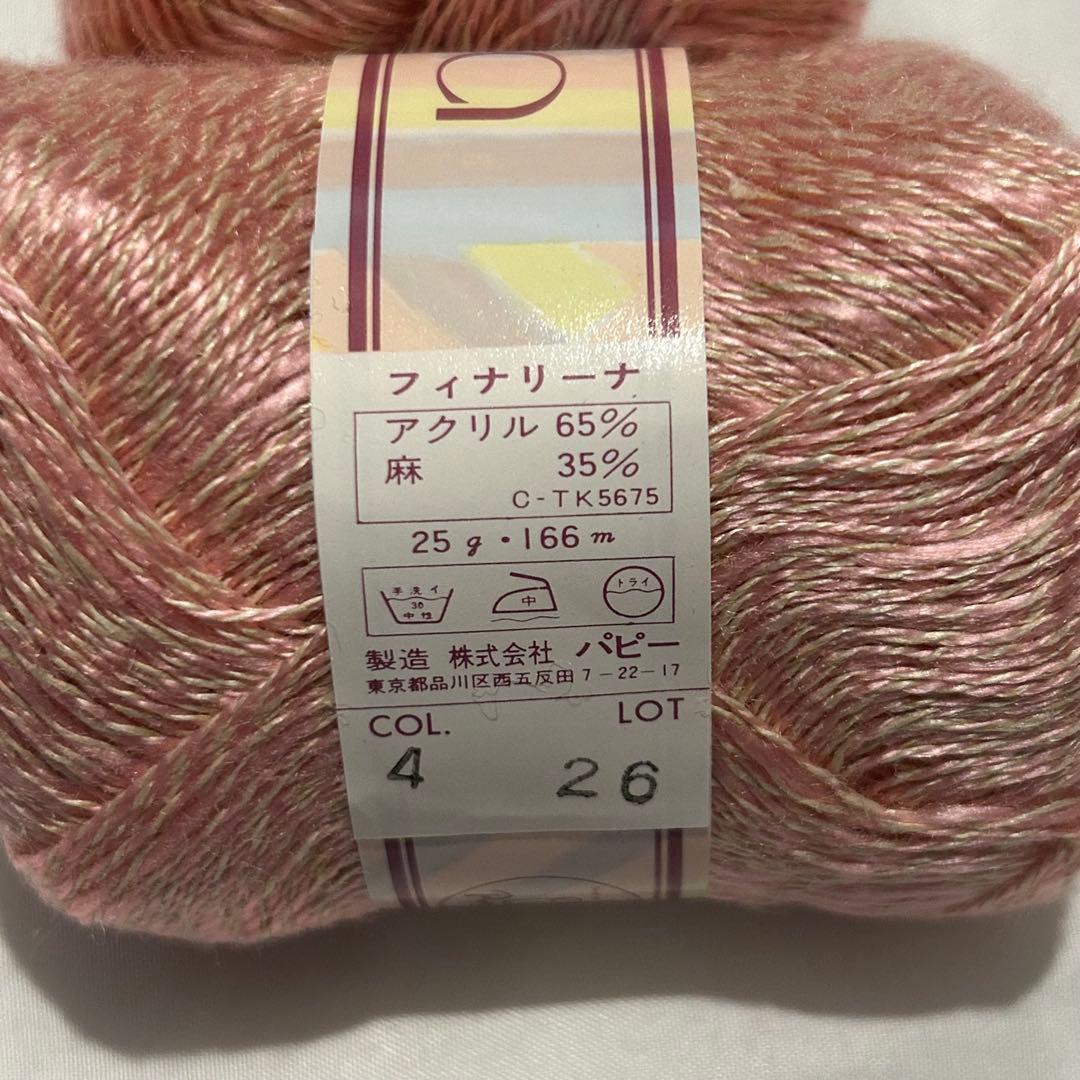 フィナリーナ
アクリル 65%
麻 35%
C-TK5675
25g・166m
手洗イ
30
中性
中
ドライ
製造 株式会社 パピー
東京都品川区西五反田7-22-17
COL. LOT
4 26